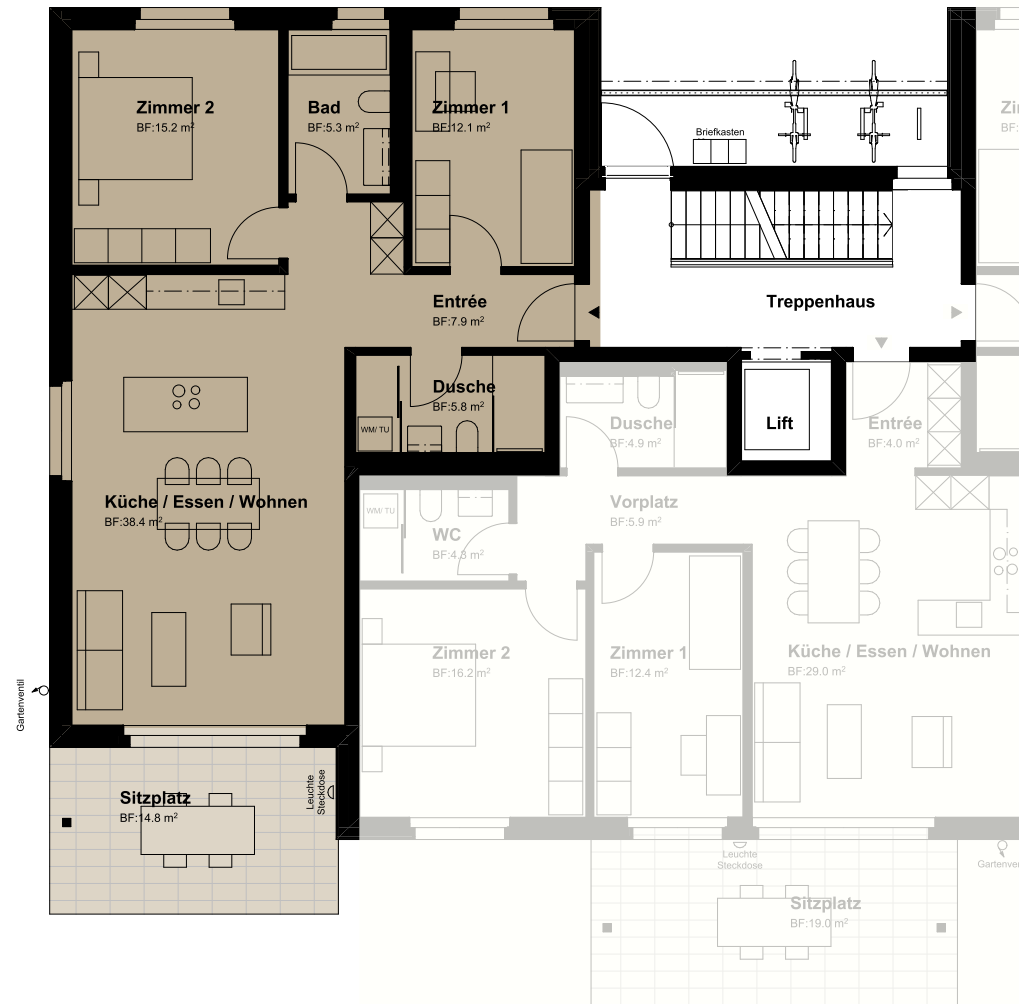 Zimmer 2
BF:15.2 m²
Bad
BF:5.3 m²
Zimmer 1
BF:12.1 m²
Briefkasten
Entrée
BF:7.9 m²
Treppenhaus
Dusche
BF:5.8 m²
WM/ TU
Lift
Küche / Essen / Wohnen
BF:38.4 m²
Gartenventil
Sitzplatz
BF:14.8 m²
Leuchte
Steckdose
Dusche
BF:4.9 m²
Entrée
BF:4.0 m²
Vorplatz
BF:5.9 m²
WM/ TU
WC
BF:4.3 m²
Zimmer 2
BF:16.2 m²
Zimmer 1
BF:12.4 m²
Küche / Essen / Wohnen
BF:29.0 m²
Leuchte
Steckdose
Sitzplatz
BF:19.0 m²
Gartenve
Zi
BF: